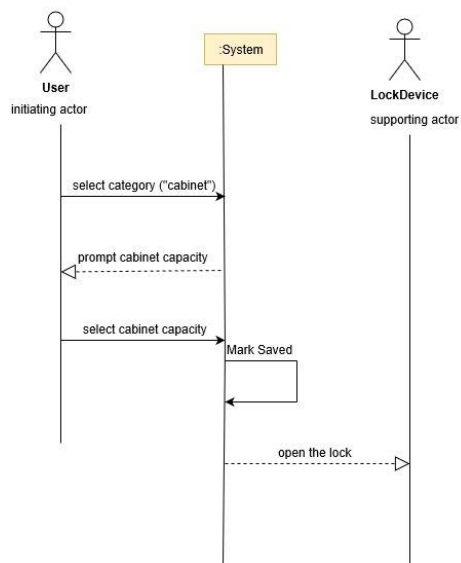 :System
User
initiating actor
LockDevice
supporting actor
select category ("cabinet")
prompt cabinet capacity
select cabinet capacity
Mark Saved
open the lock